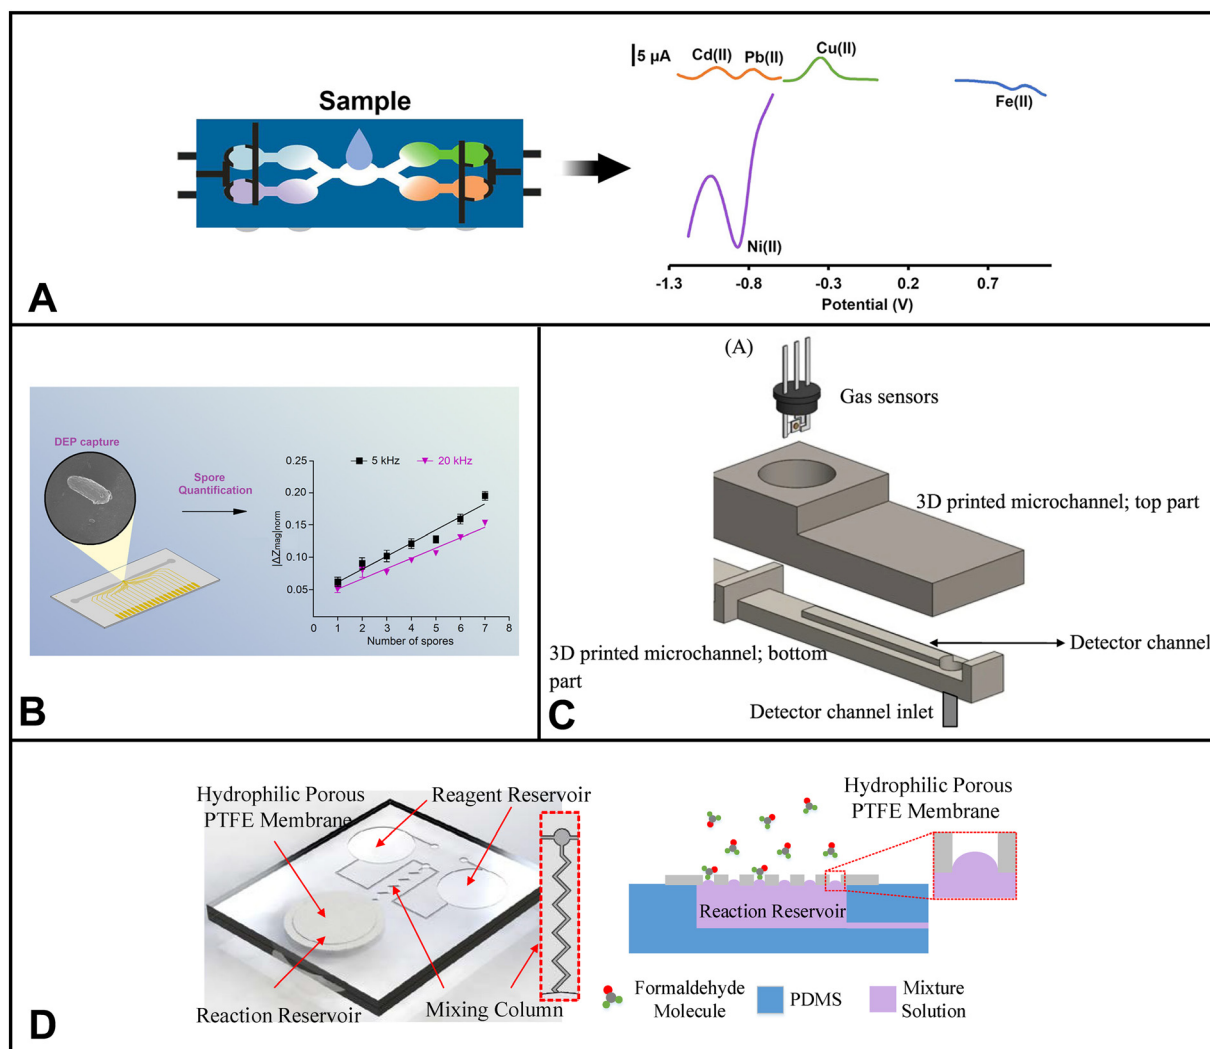 Sample
5 µA
Cd(II)
Pb(II)
Cu(II)
Fe(II)
Ni(II)
-1.3
-0.8
-0.3
0.2
0.7
Potential (V)
A
DEP capture
Spore
Quantification
5 kHz
20 kHz
0.25
0.20
0.15
0.10
0.05
|ΔZmag|norm
0 1 2 3 4 5 6 7 8
Number of spores
B
(A)
Gas sensors
3D printed microchannel; top part
Detector channel
3D printed microchannel; bottom
part
Detector channel inlet
C
Hydrophilic Porous
PTFE Membrane
Reagent Reservoir
Reaction Reservoir
Mixing Column
Hydrophilic Porous
PTFE Membrane
Reaction Reservoir
Formaldehyde
Molecule
PDMS
Mixture
Solution
D